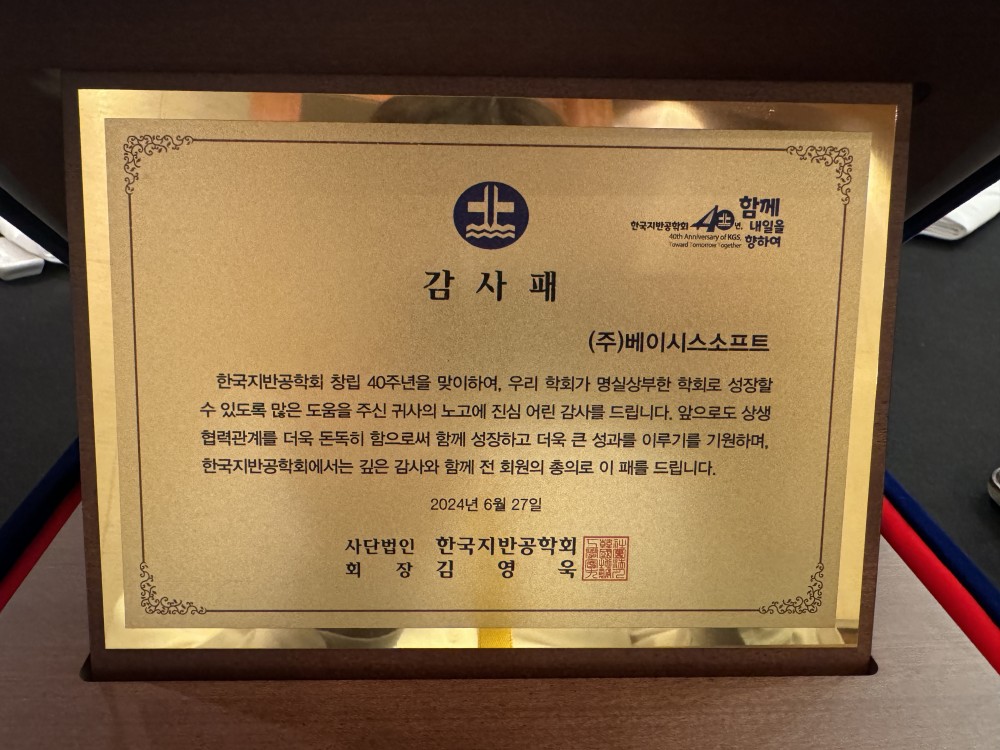 한국지반공학회 40년, 함께 내일을 향하여
40th Anniversary of KGS,
Toward Tomorrow Together
감사패
(주)베이시스소프트
한국지반공학회 창립 40주년을 맞이하여, 우리 학회가 명실상부한 학회로 성장할
수 있도록 많은 도움을 주신 귀사의 노고에 진심 어린 감사를 드립니다. 앞으로도 상생
협력관계를 더욱 돈독히 함으로써 함께 성장하고 더욱 큰 성과를 이루기를 기원하며,
한국지반공학회에서는 깊은 감사와 함께 전 회원의 총의로 이 패를 드립니다.
2024년 6월 27일
사단법인 한국지반공학회
회 장 김 영 욱